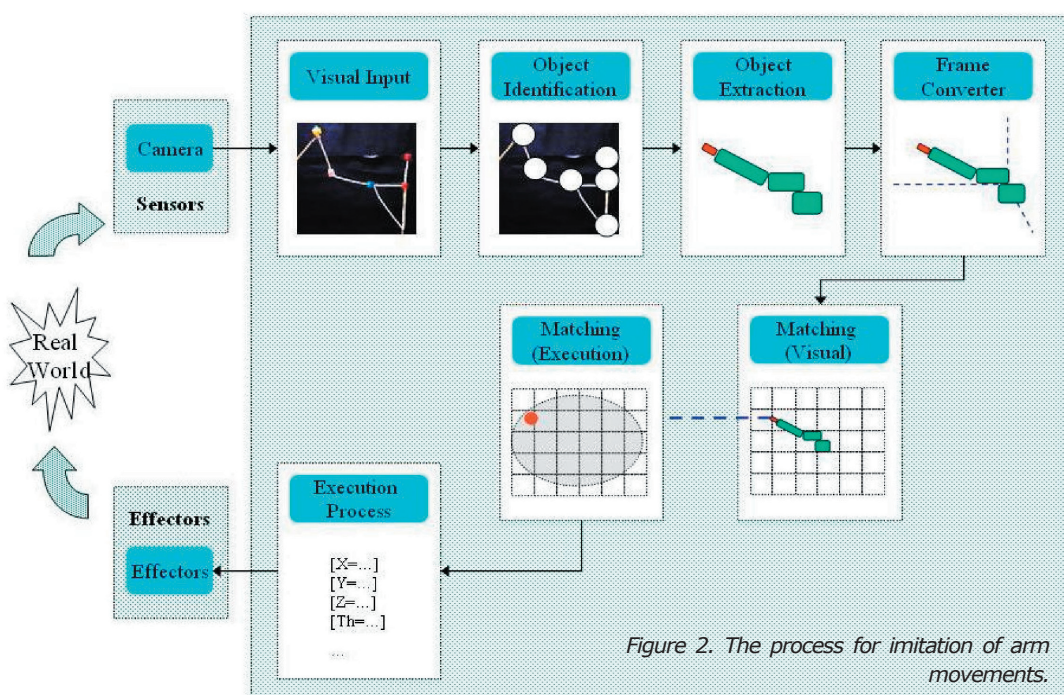 Visual Input
Object
Identification
Object
Extraction
Frame
Converter
Camera
Sensors
Real
World
Matching
(Execution)
Matching
(Visual)
Execution
Process
[X=...]
[Y=...]
[Z=...]
[Th=...]
...
Effectors
Effectors
Figure 2. The process for imitation of arm
movements.